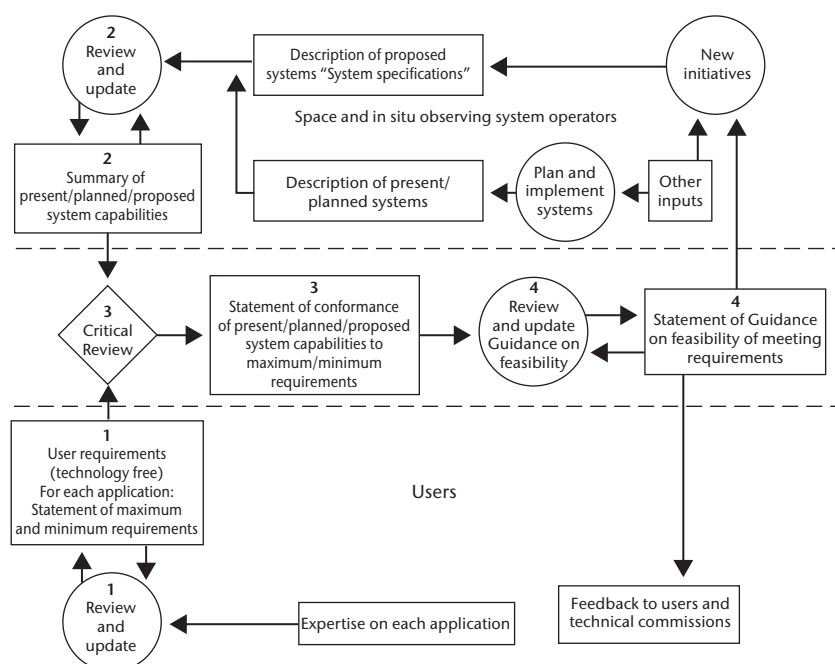 2
Review
and
update
Description of proposed
systems “System specifications”
New
initiatives
Space and in situ observing system operators
2
Summary of
present/planned/proposed
system capabilities
Description of present/
planned systems
Plan and
implement
systems
Other
inputs
3
Critical
Review
3
Statement of conformance
of present/planned/proposed
system capabilities to
maximum/minimum
requirements
4
Review
and update
Guidance on
feasibility
4
Statement of Guidance
on feasibility of meeting
requirements
1
User requirements
(technology free)
For each application:
Statement of maximum
and minimum requirements
Users
1
Review
and
update
Expertise on each application
Feedback to users and
technical commissions